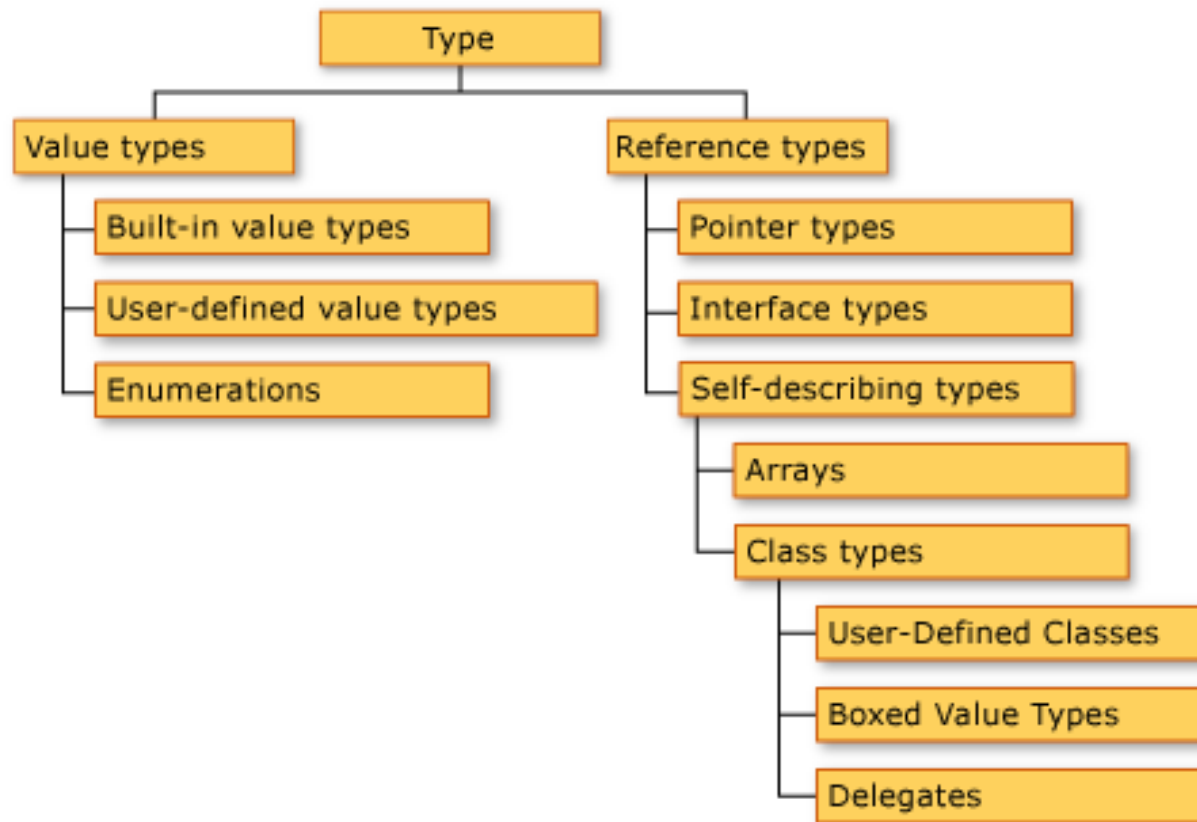 Type
Value types
Built-in value types
User-defined value types
Enumerations
Reference types
Pointer types
Interface types
Self-describing types
Arrays
Class types
User-Defined Classes
Boxed Value Types
Delegates